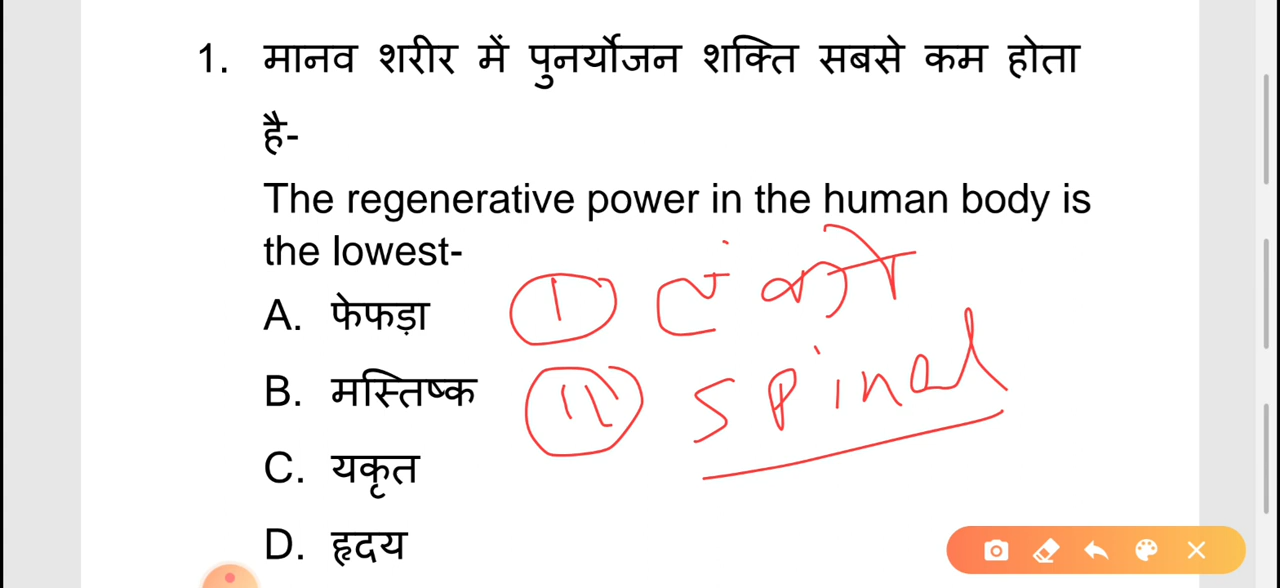 1. मानव शरीर में पुनर्योजन शक्ति सबसे कम होता
है-
The regenerative power in the human body is
the lowest-
A. फेफड़ा
I
B. मस्तिष्क
II spinal
C. यकृत
D. हृदय